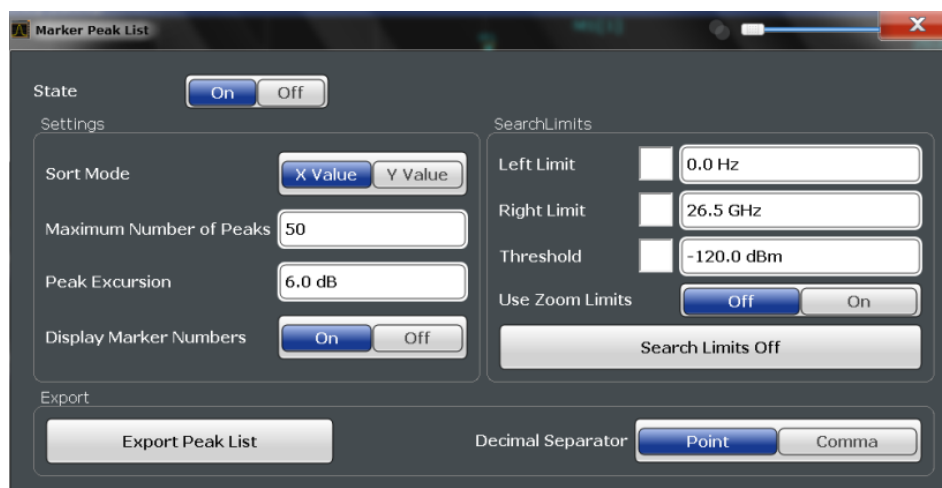 Marker Peak List
State On Off
Settings
Sort Mode X Value Y Value
Maximum Number of Peaks 50
Peak Excursion 6.0 dB
Display Marker Numbers On Off
SearchLimits
Left Limit 0.0 Hz
Right Limit 26.5 GHz
Threshold -120.0 dBm
Use Zoom Limits Off On
Search Limits Off
Export
Export Peak List
Decimal Separator Point Comma